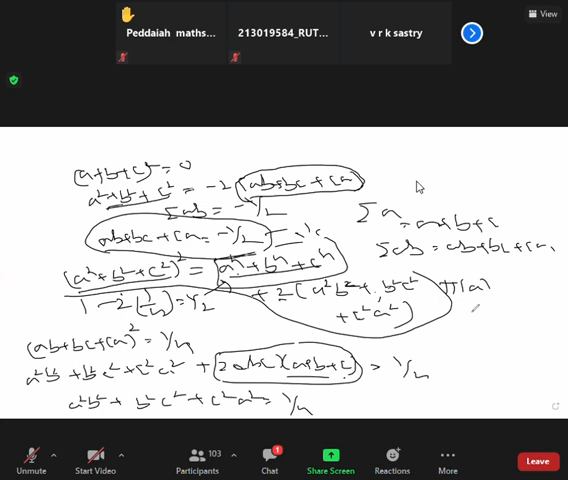 View
Peddaiah maths...
213019584_RUT...
v r k sastry
(a+b+c)² = 0
a²+b²+c² = -2(ab+bc+ca)
Σab = -1/2
ab+bc+ca = -1/2
Σa = a+b+c
Σab = ab+bc+ca
(a²+b²+c²)² = a⁴+b⁴+c⁴
+ 2(a²b²+b²c²
+c²a²)
1-2(1/4) = 1/2
π(a)
(ab+bc+ca)² = 1/4
a²b²+b²c²+c²a² + 2abc(a+b+c) = 1/4
a²b²+b²c²+c²a² = 1/4
Unmute
Start Video
103
Participants
1
Chat
Share Screen
Reactions
More
Leave